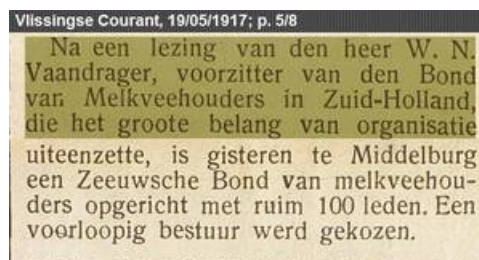 Vlissingse Courant, 19/05/1917; p. 5/8
Na een lezing van den heer W. N.
Vaandrager, voorzitter van den Bond
van Melkveehouders in Zuid-Holland,
die het groote belang van organisatie
uiteenzette, is gisteren te Middelburg
een Zeeuwsche Bond van melkveehou-
ders opgericht met ruim 100 leden. Een
voorloopig bestuur werd gekozen.